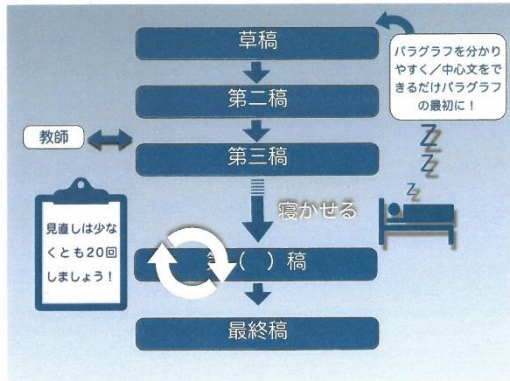 草稿
パラグラフを分かり
やすく／中心文をで
きるだけパラグラフ
の最初に！
第二稿
教師
第三稿
Z
Z
Z
寝かせる
見直しは少な
くとも20回
しましょう！
第（　）稿
最終稿